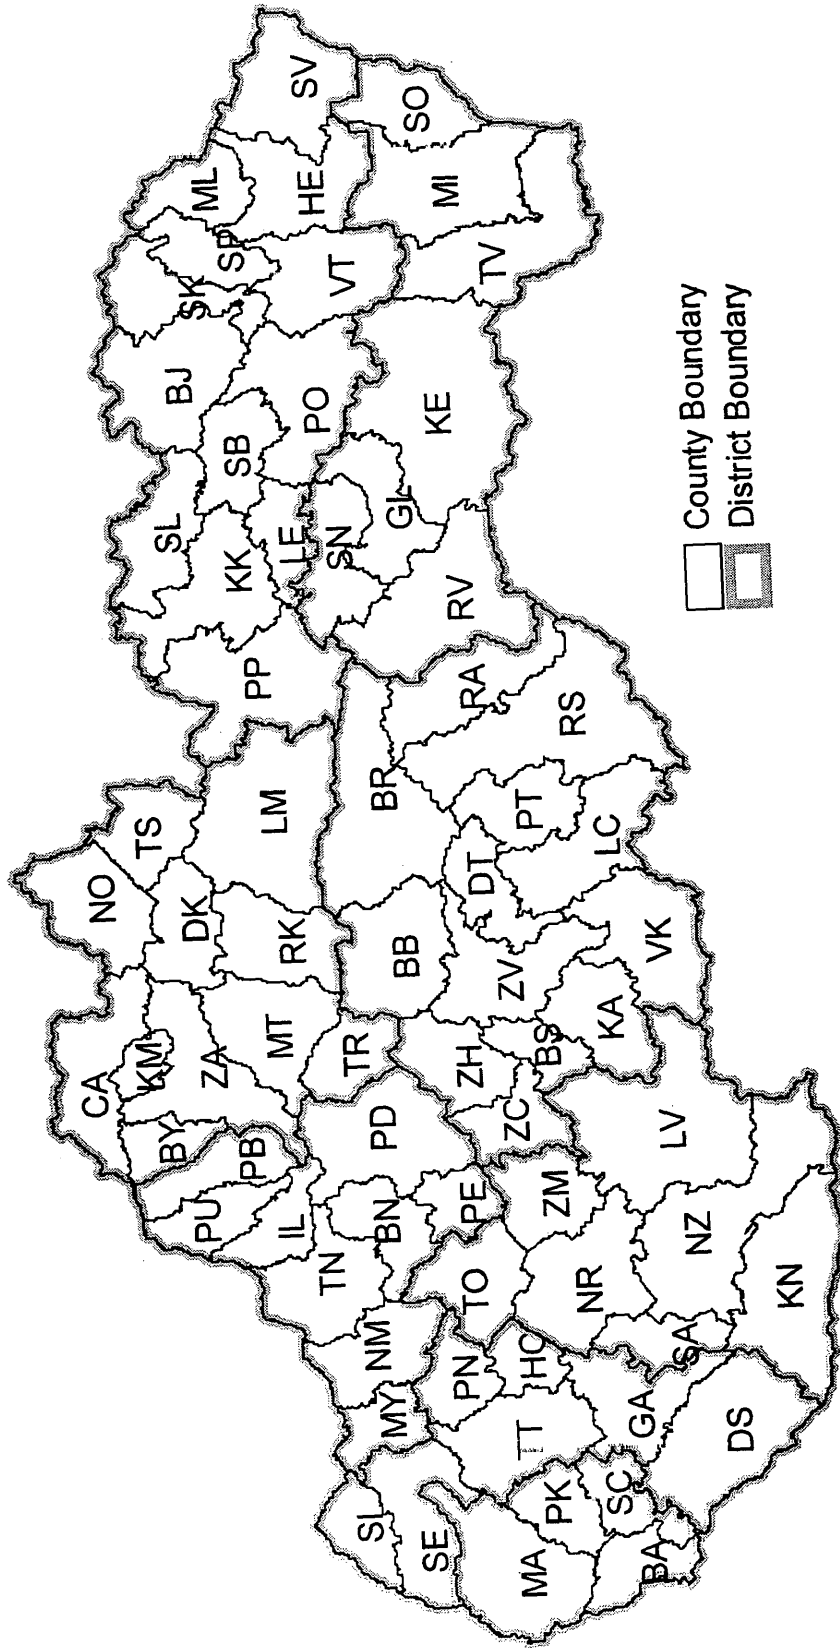 NO
CA
TS
KM
BY
SL
BJ
SK
ML
PU
ZA
DK
PB
KK
SB
SP
PP
IL
MT
RK
LM
LE
PO
HE
SV
TN
SN
VT
NM
TR
SI
MY
BN
PD
BB
BR
GL
KE
SO
SE
MI
PN
TO
PE
ZH
DT
RA
RV
TV
TT
HC
ZC
ZV
PT
MA
PK
ZM
BS
RS
NR
KA
LC
SC
GA
BA
SA
LV
VK
NZ
DS
KN
County Boundary
District Boundary